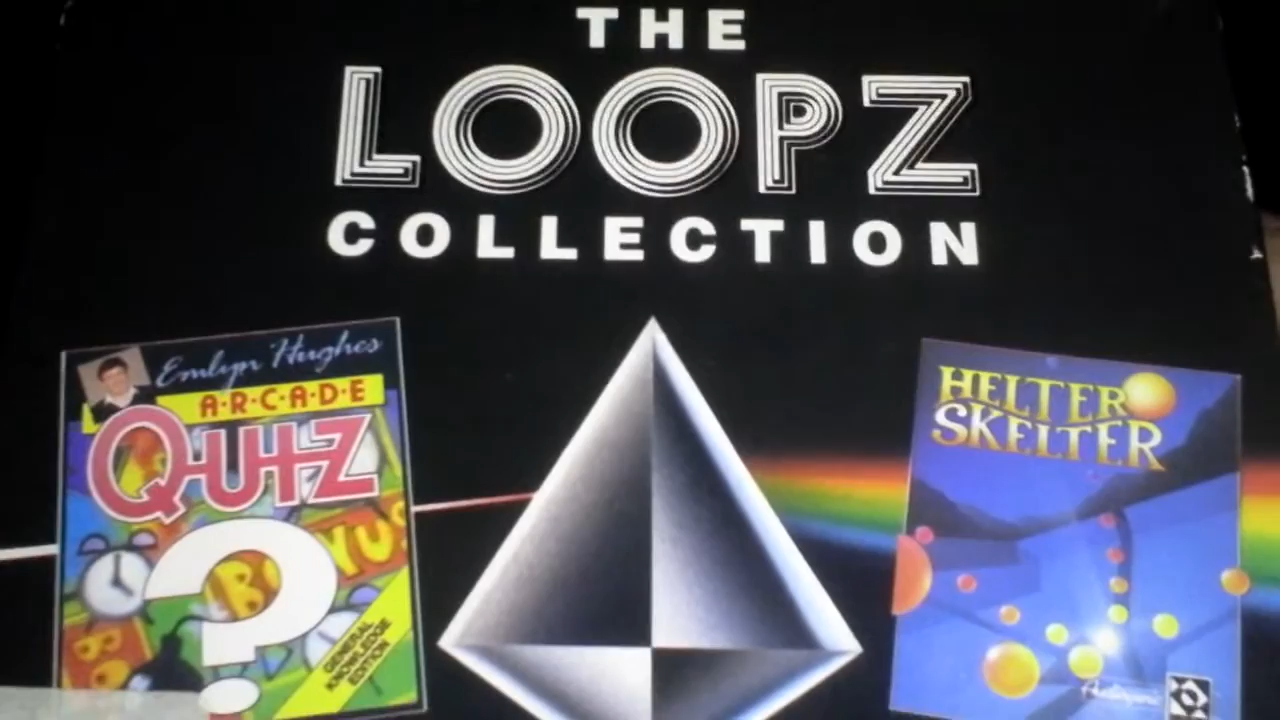 THE
LOOPZ
COLLECTION
Emlyn Hughes
A·R·C·A·D·E
QUIZ
?
GENERAL
KNOWLEDGE
EDITION
HELTER
SKELTER